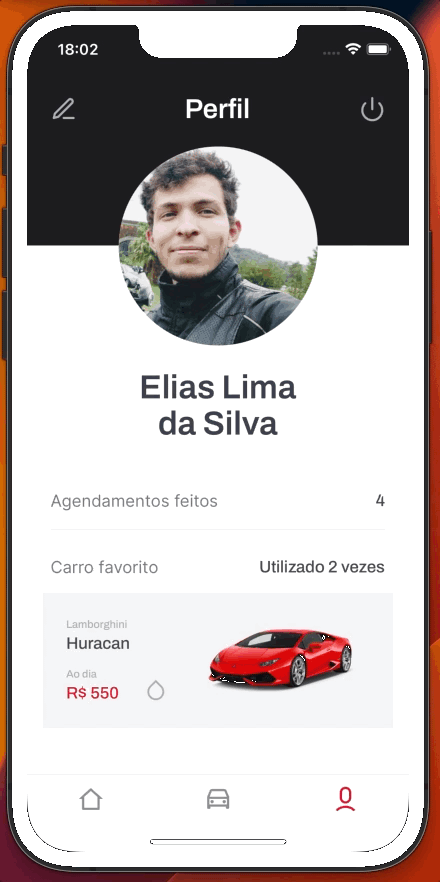 18:02
Perfil
Elias Lima
da Silva
Agendamentos feitos 4
Carro favorito Utilizado 2 vezes
Lamborghini
Huracan
Ao dia
R$ 550